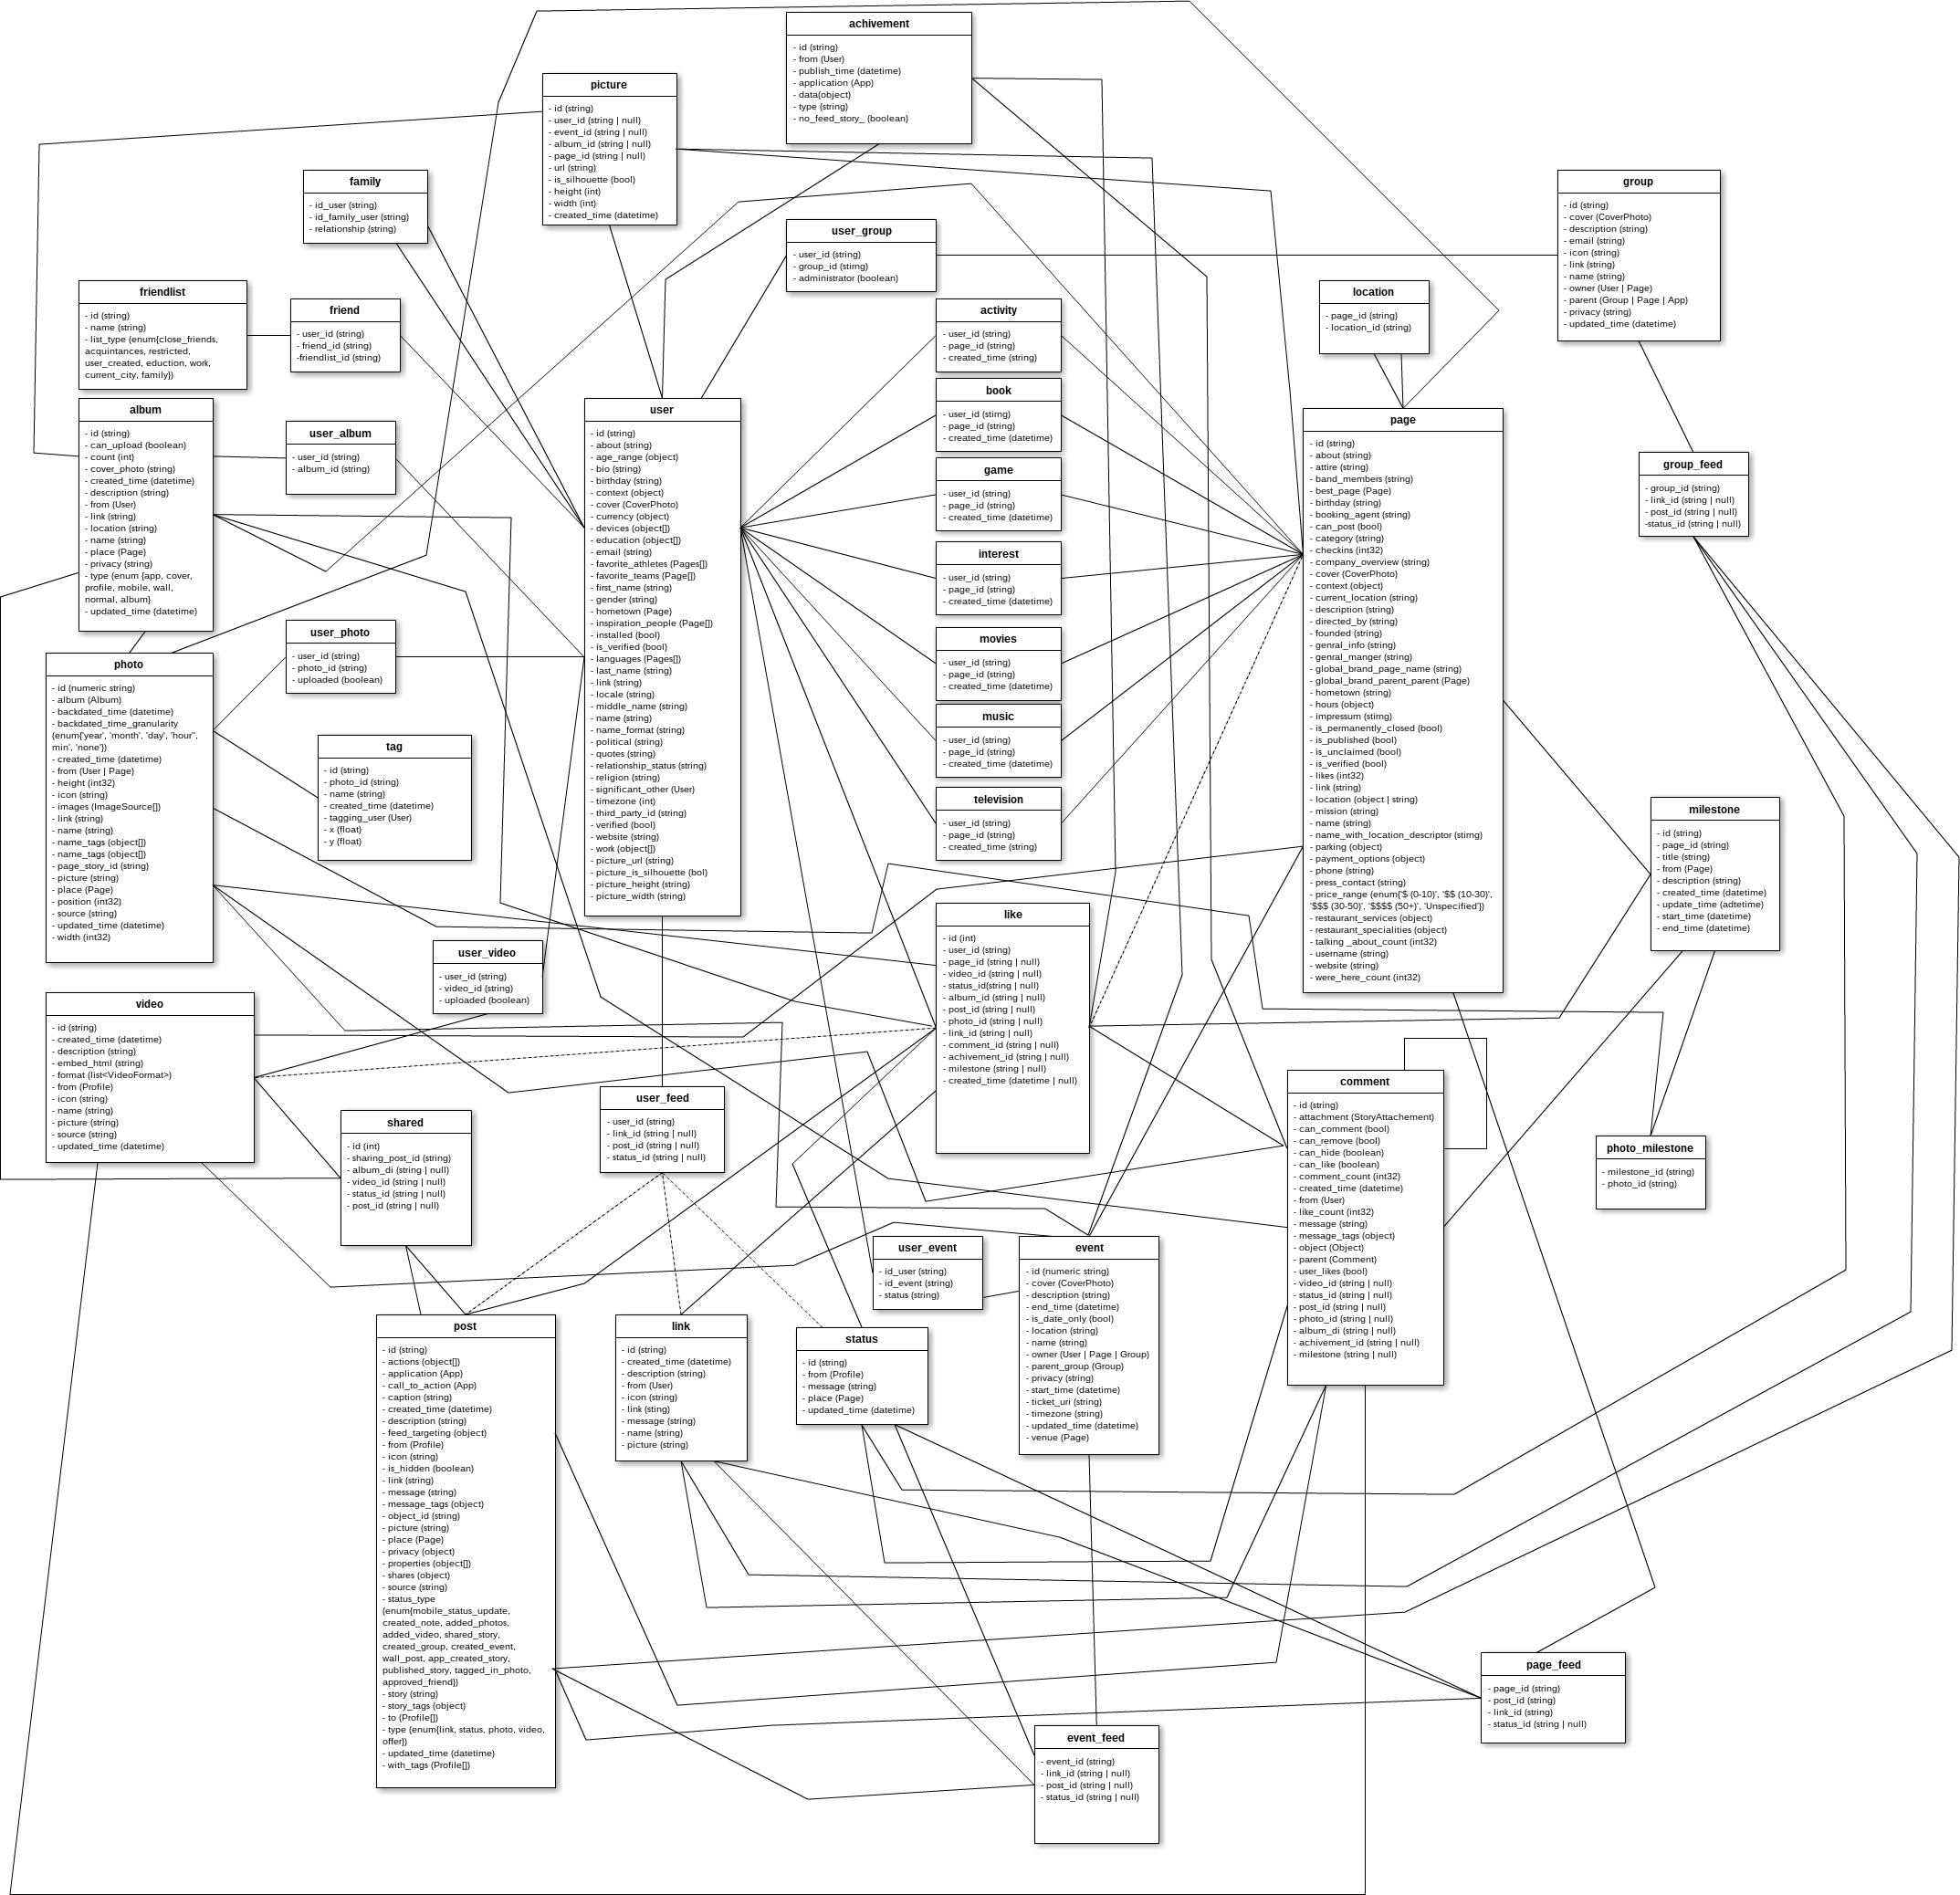 achivement
- id (string)
- from (User)
- publish_time (datetime)
- application (App)
- data(object)
- type (string)
- no_feed_story_ (boolean)
picture
- id (string)
- user_id (string | null)
- event_id (string | null)
- album_id (string | null)
- page_id (string | null)
- url (string)
- is_silhouette (bool)
- height (int)
- width (int)
- created_time (datetime)
family
- id_user (string)
- id_family_user (string)
- relationship (string)
user_group
- user_id (string)
- group_id (stirng)
- administrator (boolean)
group
- id (string)
- cover (CoverPhoto)
- description (string)
- email (string)
- icon (string)
- link (string)
- name (string)
- owner (User | Page)
- parent (Group | Page | App)
- privacy (string)
- updated_time (datetime)
friendlist
- id (string)
- name (string)
- list_type (enum{close_friends,
acquintances, restricted,
user_created, eduction, work,
current_city, family})
friend
- user_id (string)
- friend_id (string)
-friendlist_id (string)
activity
- user_id (string)
- page_id (string)
- created_time (string)
location
- page_id (string)
- location_id (string)
album
- id (string)
- can_upload (boolean)
- count (int)
- cover_photo (string)
- created_time (datetime)
- description (string)
- from (User)
- link (string)
- location (string)
- name (string)
- place (Page)
- privacy (string)
- type (enum {app, cover,
profile, mobile, wall,
normal, album}
- updated_time (datetime)
user_album
- user_id (string)
- album_id (string)
user
- id (string)
- about (string)
- age_range (object)
- bio (string)
- birthday (string)
- context (object)
- cover (CoverPhoto)
- currency (object)
- devices (object[])
- education (object[])
- email (string)
- favorite_athletes (Pages[])
- favorite_teams (Page[])
- first_name (string)
- gender (string)
- hometown (Page)
- inspiration_people (Page[])
- installed (bool)
- is_verified (bool)
- languages (Pages[])
- last_name (string)
- link (string)
- locale (string)
- middle_name (string)
- name (string)
- name_format (string)
- political (string)
- quotes (string)
- relationship_status (string)
- religion (string)
- significant_other (User)
- timezone (int)
- third_party_id (string)
- verified (bool)
- website (string)
- work (object[])
- picture_url (string)
- picture_is_silhouette (bol)
- picture_height (string)
- picture_width (string)
book
- user_id (stirng)
- page_id (string)
- created_time (datetime)
game
- user_id (string)
- page_id (string)
- created_time (datetime)
interest
- user_id (string)
- page_id (string)
- created_time (datetime)
movies
- user_id (string)
- page_id (string)
- created_time (datetime)
music
- user_id (string)
- page_id (string)
- created_time (datetime)
television
- user_id (string)
- page_id (string)
- created_time (string)
page
- id (string)
- about (string)
- attire (string)
- band_members (string)
- best_page (Page)
- birthday (string)
- booking_agent (string)
- can_post (bool)
- category (string)
- checkins (int32)
- company_overview (string)
- cover (CoverPhoto)
- context (object)
- current_location (string)
- description (string)
- directed_by (string)
- founded (string)
- genral_info (string)
- genral_manger (string)
- global_brand_page_name (string)
- global_brand_parent_parent (Page)
- hometown (string)
- hours (object)
- impressum (stirng)
- is_permanently_closed (bool)
- is_published (bool)
- is_unclaimed (bool)
- is_verified (bool)
- likes (int32)
- link (string)
- location (object | string)
- mission (string)
- name (string)
- name_with_location_descriptor (stirng)
- parking (object)
- payment_options (object)
- phone (string)
- press_contact (string)
- price_range (enum{'$ (0-10)', '$$ (10-30)',
'$$$ (30-50)', '$$$$ (50+)', 'Unspecified'})
- restaurant_services (object)
- restaurant_specialities (object)
- talking _about_count (int32)
- username (string)
- website (string)
- were_here_count (int32)
group_feed
- group_id (string)
- link_id (string | null)
- post_id (string | null)
-status_id (string | null)
user_photo
- user_id (string)
- photo_id (string)
- uploaded (boolean)
photo
- id (numeric string)
- album (Album)
- backdated_time (datetime)
- backdated_time_granularity
(enum{'year', 'month', 'day', 'hour'',
min', 'none'})
- created_time (datetime)
- from (User | Page)
- height (int32)
- icon (string)
- images (ImageSource[])
- link (string)
- name (string)
- name_tags (object[])
- name_tags (object[])
- page_story_id (string)
- picture (string)
- place (Page)
- position (int32)
- source (string)
- updated_time (datetime)
- width (int32)
tag
- id (string)
- photo_id (string)
- name (string)
- created_time (datetime)
- tagging_user (User)
- x (float)
- y (float)
milestone
- id (string)
- page_id (string)
- title (string)
- from (Page)
- description (string)
- created_time (datetime)
- update_time (adtetime)
- start_time (datetime)
- end_time (datetime)
like
- id (int)
- user_id (string)
- page_id (string | null)
- video_id (string | null)
- status_id(string | null)
- album_id (string | null)
- post_id (string | null)
- photo_id (string | null)
- link_id (string | null)
- comment_id (string | null)
- achivement_id (string | null)
- milestone (string | null)
- created_time (datetime | null)
user_video
- user_id (string)
- video_id (string)
- uploaded (boolean)
video
- id (string)
- created_time (datetime)
- description (string)
- embed_html (string)
- format (list<VideoFormat>)
- from (Profile)
- icon (string)
- name (string)
- picture (string)
- source (string)
- updated_time (datetime)
shared
- id (int)
- sharing_post_id (string)
- album_di (string | null)
- video_id (string | null)
- status_id (string | null)
- post_id (string | null)
user_feed
- user_id (string)
- link_id (string | null)
- post_id (string | null)
- status_id (string | null)
comment
- id (string)
- attachment (StoryAttachement)
- can_comment (bool)
- can_remove (bool)
- can_hide (boolean)
- can_like (boolean)
- comment_count (int32)
- created_time (datetime)
- from (User)
- like_count (int32)
- message (string)
- message_tags (object)
- object (Object)
- parent (Comment)
- user_likes (bool)
- video_id (string | null)
- status_id (string | null)
- post_id (string | null)
- photo_id (string | null)
- album_di (string | null)
- achivement_id (string | null)
- milestone (string | null)
photo_milestone
- milestone_id (string)
- photo_id (string)
user_event
- id_user (string)
- id_event (string)
- status (string)
event
- id (numeric string)
- cover (CoverPhoto)
- description (string)
- end_time (datetime)
- is_date_only (bool)
- location (string)
- name (string)
- owner (User | Page | Group)
- parent_group (Group)
- privacy (string)
- start_time (datetime)
- ticket_uri (string)
- timezone (string)
- updated_time (datetime)
- venue (Page)
post
- id (string)
- actions (object[])
- application (App)
- call_to_action (App)
- caption (string)
- created_time (datetime)
- description (string)
- feed_targeting (object)
- from (Profile)
- icon (string)
- is_hidden (boolean)
- link (string)
- message (string)
- message_tags (object)
- object_id (string)
- picture (string)
- place (Page)
- privacy (object)
- properties (object[])
- shares (object)
- source (string)
- status_type
(enum{mobile_status_update,
created_note, added_photos,
added_video, shared_story,
created_group, created_event,
wall_post, app_created_story,
published_story, tagged_in_photo,
approved_friend})
- story (string)
- story_tags (object)
- to (Profile[])
- type (enum{link, status, photo, video,
offer})
- updated_time (datetime)
- with_tags (Profile[])
link
- id (string)
- created_time (datetime)
- description (string)
- from (User)
- icon (string)
- link (sting)
- message (string)
- name (string)
- picture (string)
status
- id (string)
- from (Profile)
- message (string)
- place (Page)
- updated_time (datetime)
page_feed
- page_id (string)
- post_id (string)
- link_id (string)
- status_id (string | null)
event_feed
- event_id (string)
- link_id (string | null)
- post_id (string | null)
- status_id (string | null)